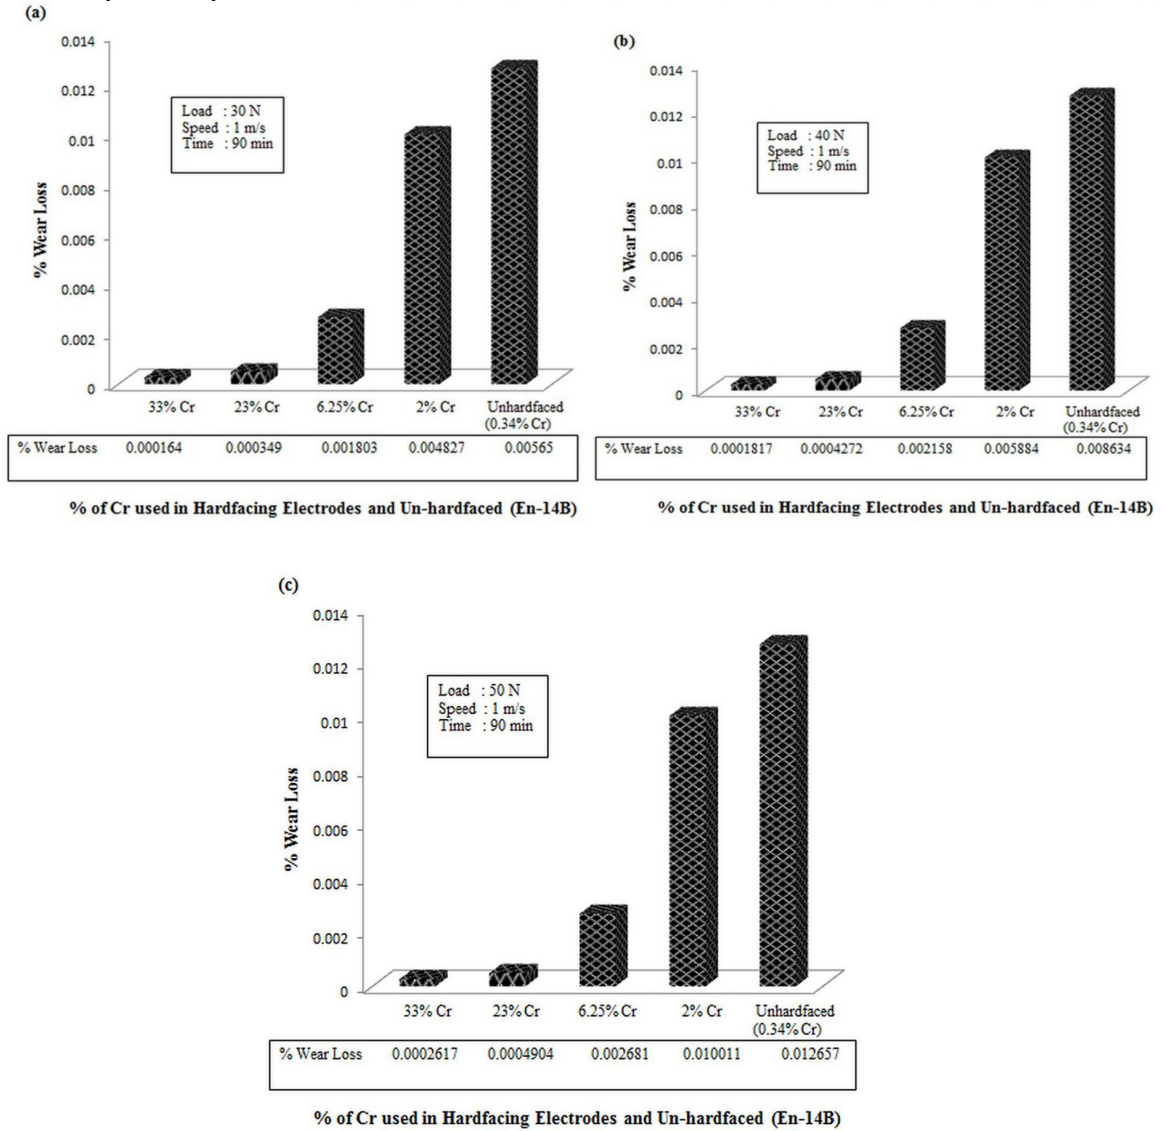 (a)
0.014
0.012
0.01
0.008
0.006
0.004
0.002
0
% Wear Loss
Load : 30 N
Speed : 1 m/s
Time : 90 min
33% Cr 23% Cr 6.25% Cr 2% Cr Unhardfaced
(0.34% Cr)
% Wear Loss 0.000164 0.000349 0.001803 0.004827 0.00565
% of Cr used in Hardfacing Electrodes and Un-hardfaced (En-14B)
(b)
0.014
0.012
0.01
0.008
0.006
0.004
0.002
0
% Wear Loss
Load : 40 N
Speed : 1 m/s
Time : 90 min
33% Cr 23% Cr 6.25% Cr 2% Cr Unhardfaced
(0.34% Cr)
% Wear Loss 0.0001817 0.0004272 0.002158 0.005884 0.008634
% of Cr used in Hardfacing Electrodes and Un-hardfaced (En-14B)
(c)
0.014
0.012
0.01
0.008
0.006
0.004
0.002
0
% Wear Loss
Load : 50 N
Speed : 1 m/s
Time : 90 min
33% Cr 23% Cr 6.25% Cr 2% Cr Unhardfaced
(0.34% Cr)
% Wear Loss 0.0002617 0.0004904 0.002681 0.010011 0.012657
% of Cr used in Hardfacing Electrodes and Un-hardfaced (En-14B)